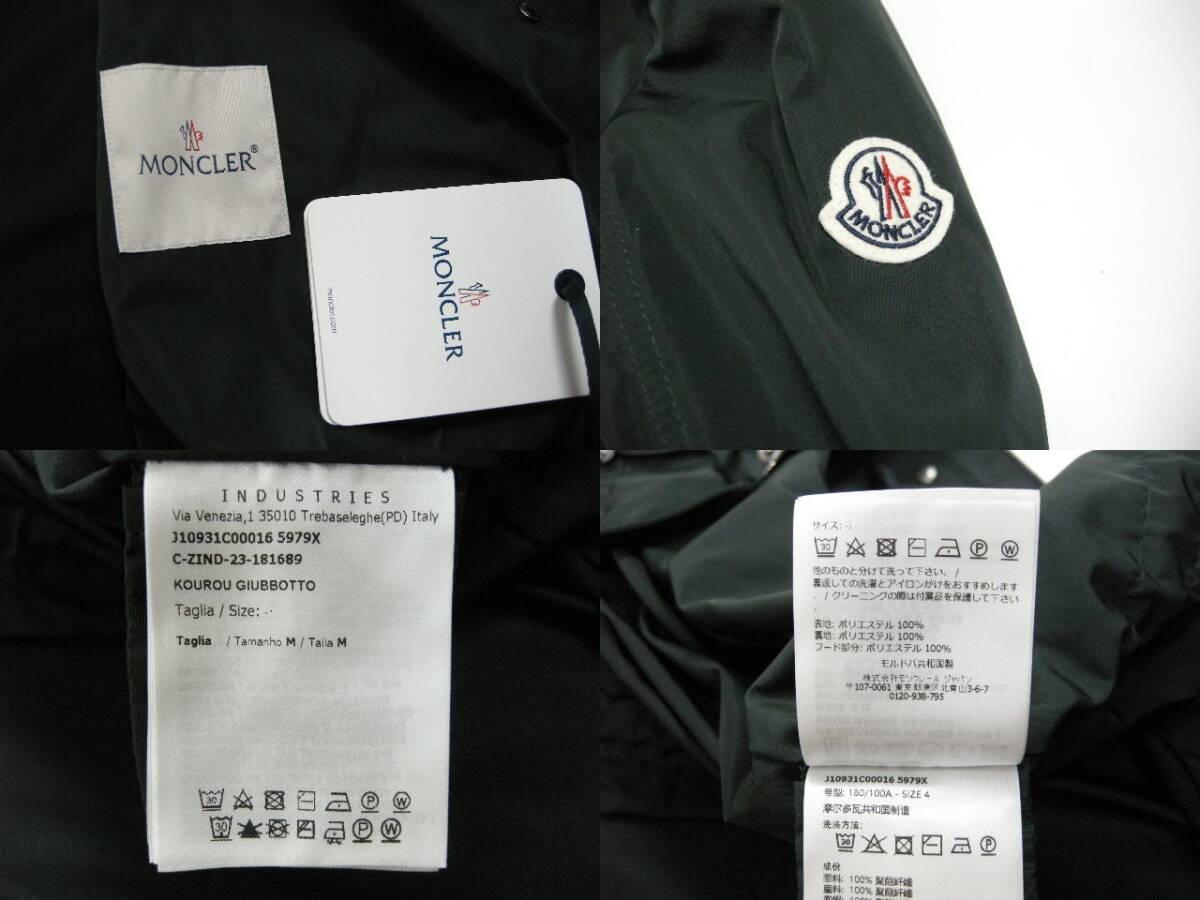 MONCLER®
MONCLER
moncler.com
MONCLER
INDUSTRIES
Via Venezia,1 35010 Trebaseleghe(PD) Italy
J10931C00016 5979X
C-ZIND-23-181689
KOUROU GIUBBOTTO
Taglia / Size:
Taglia / Tamanho M / Talla M
30
W
30
W
サイズ:
30
W
他のものと分けて洗って下さい。/
裏返しての洗濯とアイロンがけをおすすめします
。/ クリーニングの際は付属品を保護して下さい
表地: ポリエステル 100%
裏地: ポリエステル 100%
フード部分: ポリエステル 100%
モルドバ共和国製
株式会社モンクレール ジャパン
〒107-0061 東京都港区北青山3-6-7
0120-938-795
J10931C00016 5979X
号型: 180/100A - SIZE 4
摩尔多瓦共和国制造
洗涤方法:
30
成份
面料: 100% 聚酯纤维
里料: 100% 聚酯纤维